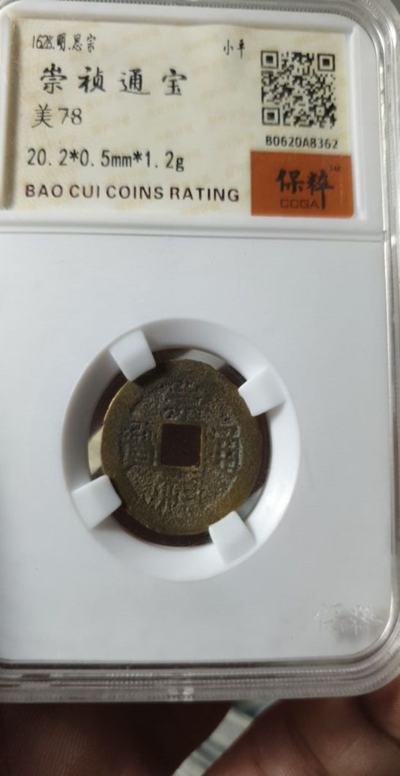 1628.明.思宗
小平
崇祯通宝
美78
20.2*0.5mm*1.2g
B0620A8362
BAO CUI COINS RATING
保粹
CCGA